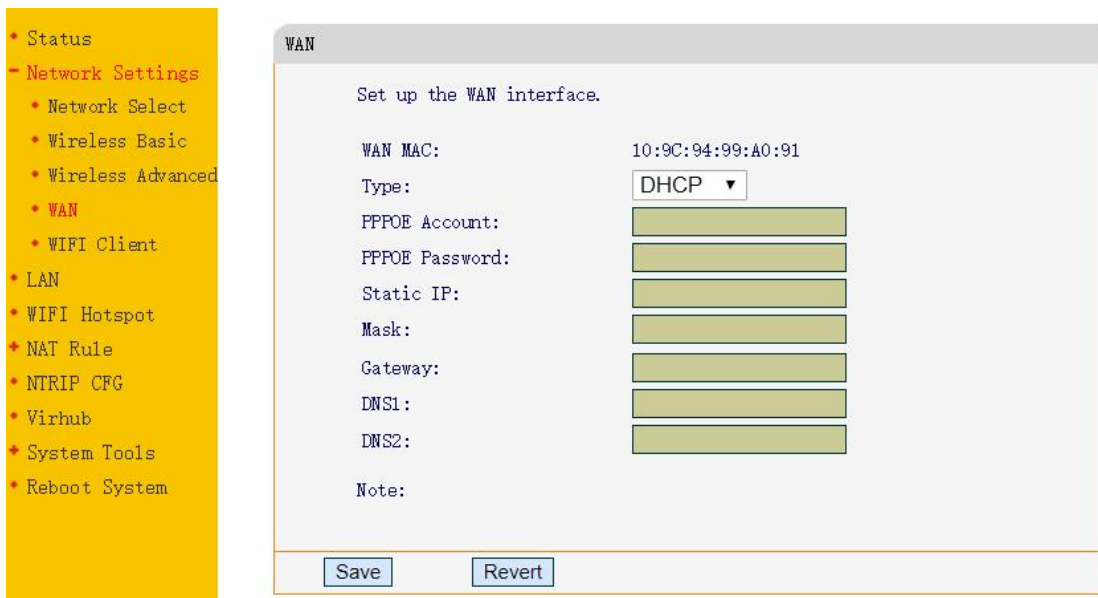 Status
Network Settings
Network Select
Wireless Basic
Wireless Advanced
WAN
WIFI Client
LAN
WIFI Hotspot
NAT Rule
NTRIP CFG
Virhub
System Tools
Reboot System
WAN
Set up the WAN interface.
WAN MAC: 10:9C:94:99:A0:91
Type: DHCP
PPPOE Account:
PPPOE Password:
Static IP:
Mask:
Gateway:
DNS1:
DNS2:
Note:
Save Revert